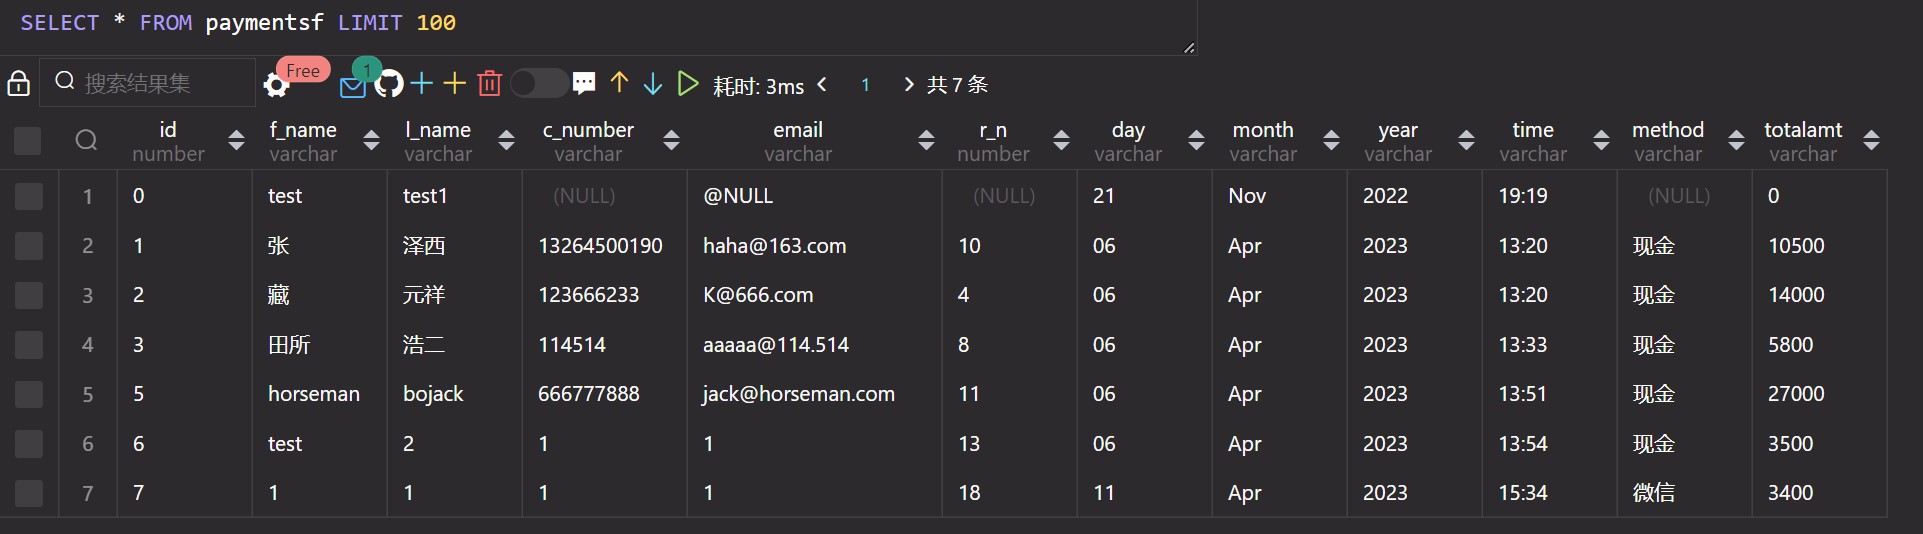 SELECT * FROM paymentsf LIMIT 100
搜索结果集 Free 1 耗时: 3ms 1 共 7 条
id f_name l_name c_number email r_n day month year time method totalamt
number varchar varchar varchar varchar number varchar varchar varchar varchar varchar varchar
1 0 test test1 (NULL) @NULL (NULL) 21 Nov 2022 19:19 (NULL) 0
2 1 张 泽西 13264500190 haha@163.com 10 06 Apr 2023 13:20 现金 10500
3 2 藏 元祥 123666233 K@666.com 4 06 Apr 2023 13:20 现金 14000
4 3 田所 浩二 114514 aaaaa@114.514 8 06 Apr 2023 13:33 现金 5800
5 5 horseman bojack 666777888 jack@horseman.com 11 06 Apr 2023 13:51 现金 27000
6 6 test 2 1 1 13 06 Apr 2023 13:54 现金 3500
7 7 1 1 1 1 18 11 Apr 2023 15:34 微信 3400